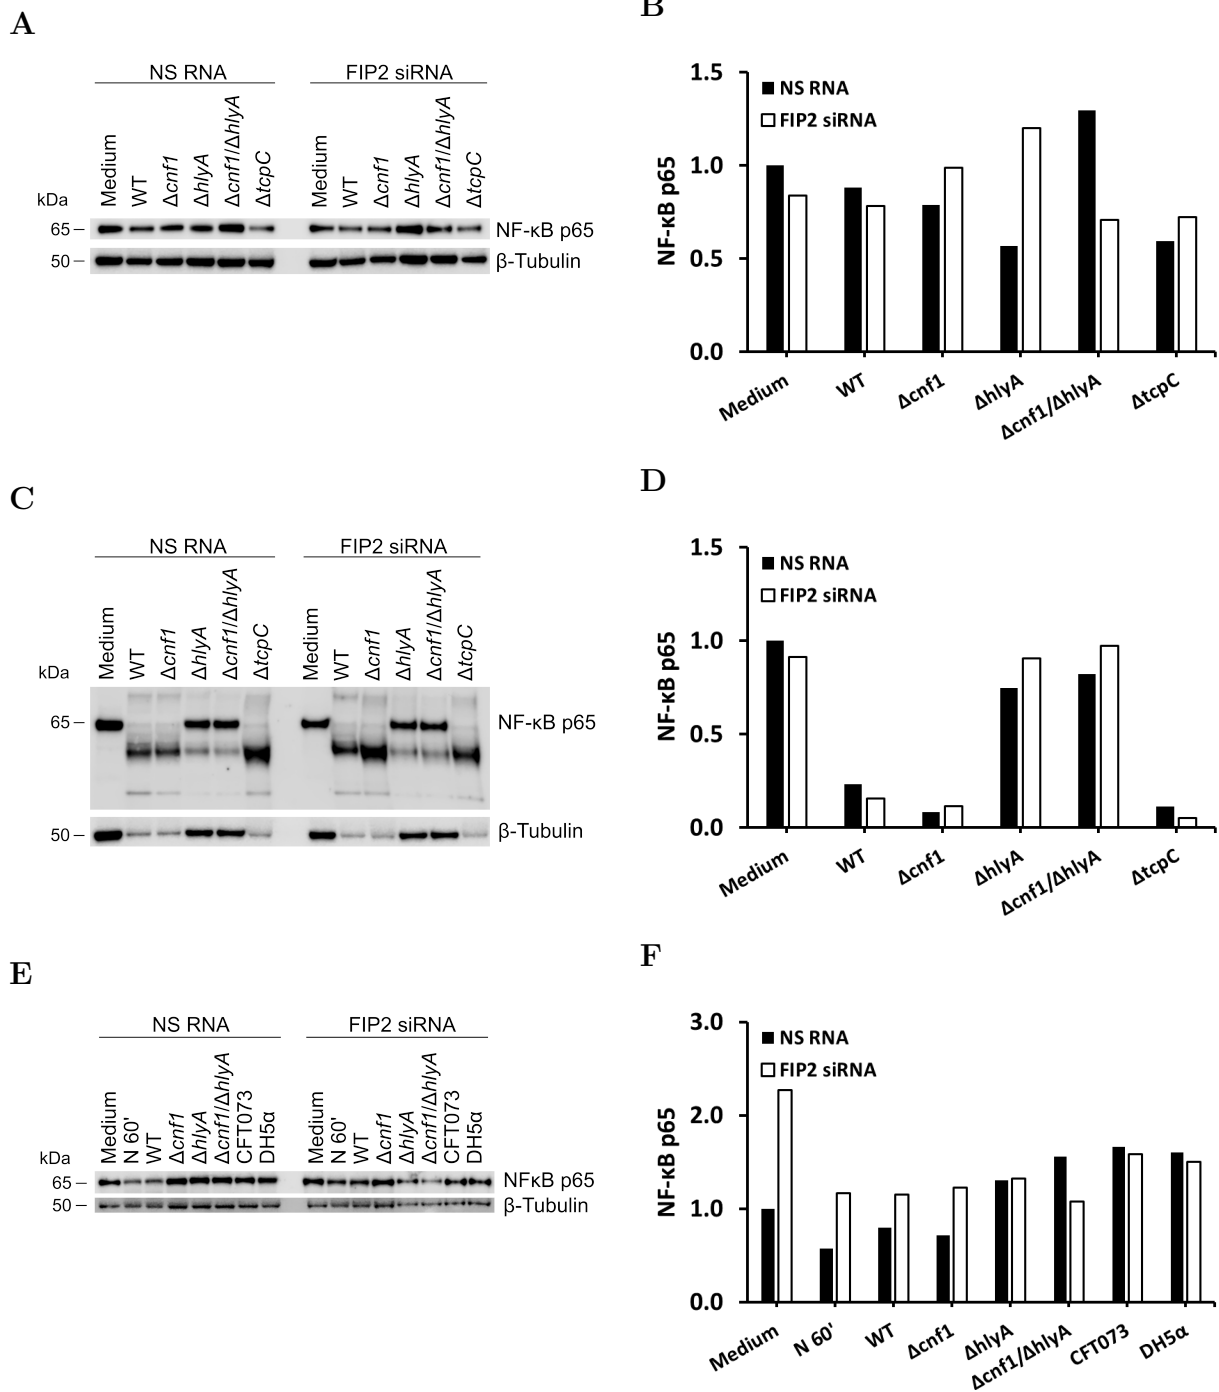 A
NS RNA
FIP2 siRNA
Medium
WT
Δcnf1
ΔhlyA
Δcnf1/ΔhlyA
ΔtcpC
Medium
WT
Δcnf1
ΔhlyA
Δcnf1/ΔhlyA
ΔtcpC
kDa
65
NF-κB p65
50
β-Tubulin
B
NF-κB p65
1.5
1.0
0.5
0.0
NS RNA
FIP2 siRNA
Medium
WT
Δcnf1
ΔhlyA
Δcnf1/ΔhlyA
ΔtcpC
C
NS RNA
FIP2 siRNA
Medium
WT
Δcnf1
ΔhlyA
Δcnf1/ΔhlyA
ΔtcpC
Medium
WT
Δcnf1
ΔhlyA
Δcnf1/ΔhlyA
ΔtcpC
kDa
65
NF-κB p65
50
β-Tubulin
D
NF-κB p65
1.5
1.0
0.5
0.0
NS RNA
FIP2 siRNA
Medium
WT
Δcnf1
ΔhlyA
Δcnf1/ΔhlyA
ΔtcpC
E
NS RNA
FIP2 siRNA
Medium
N 60'
WT
Δcnf1
ΔhlyA
Δcnf1/ΔhlyA
CFT073
DH5α
Medium
N 60'
WT
Δcnf1
ΔhlyA
Δcnf1/ΔhlyA
CFT073
DH5α
kDa
65
NFκB p65
50
β-Tubulin
F
NF-κB p65
3.0
2.0
1.0
0.0
NS RNA
FIP2 siRNA
Medium
N 60'
WT
Δcnf1
ΔhlyA
Δcnf1/ΔhlyA
CFT073
DH5α